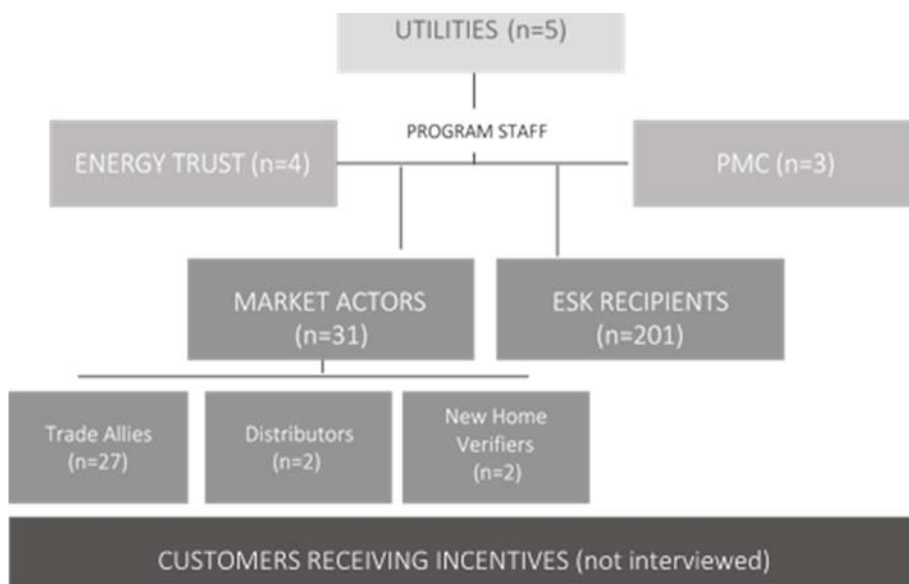 UTILITIES (n=5)
PROGRAM STAFF
ENERGY TRUST (n=4)
PMC (n=3)
MARKET ACTORS
(n=31)
ESK RECIPIENTS
(n=201)
Trade Allies
(n=27)
Distributors
(n=2)
New Home
Verifiers
(n=2)
CUSTOMERS RECEIVING INCENTIVES (not interviewed)